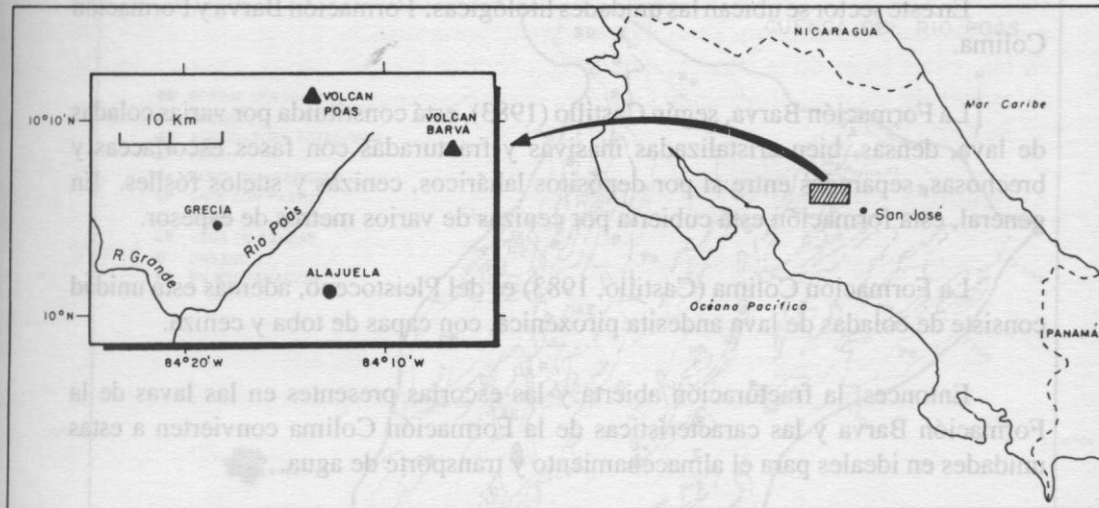 En este sector se ubican las unidades litológicas: Formación Barva y Formación
Colima.
La Formación Barva, según Castillo (1983), está constituida por varias coladas
de lava, densas, bien cristalizadas masivas y fracturadas con fases escoriáceas y
brechosas, separadas entre sí por depósitos laháricos, cenizas y suelos fósiles. En
general, esta formación está cubierta por cenizas de varios metros de espesor.
La Formación Colima (Castillo, 1983) es del Pleistoceno, además esta unidad
consiste de coladas de lava andesita piroxénica, con capas de toba y ceniza.
Entonces, la fracturación abierta y las escorias presentes en las lavas de la
Formación Barva y las características de la Formación Colima convierten a estas
unidades en ideales para el almacenamiento y transporte de agua.
VOLCAN
POAS
VOLCAN
BARVA
10°10'
10 Km
GRECIA
Río Poás
R. Grande
ALAJUELA
10°N
84°20'W
84°10'W
RIO POAS
NICARAGUA
Mar Caribe
San José
Océano Pacífico
PANAMÁ